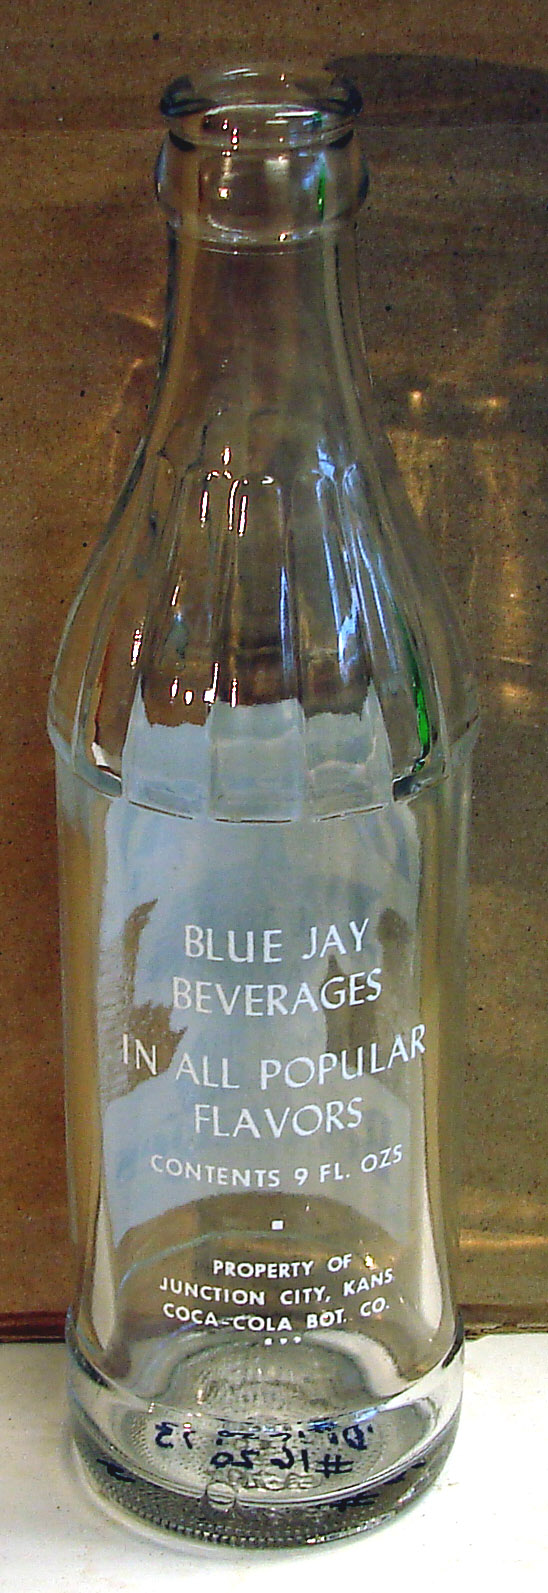 BLUE JAY
BEVERAGES
IN ALL POPULAR
FLAVORS
CONTENTS 9 FL. OZS
PROPERTY OF
JUNCTION CITY, KANS.
COCA-COLA BOT. CO.